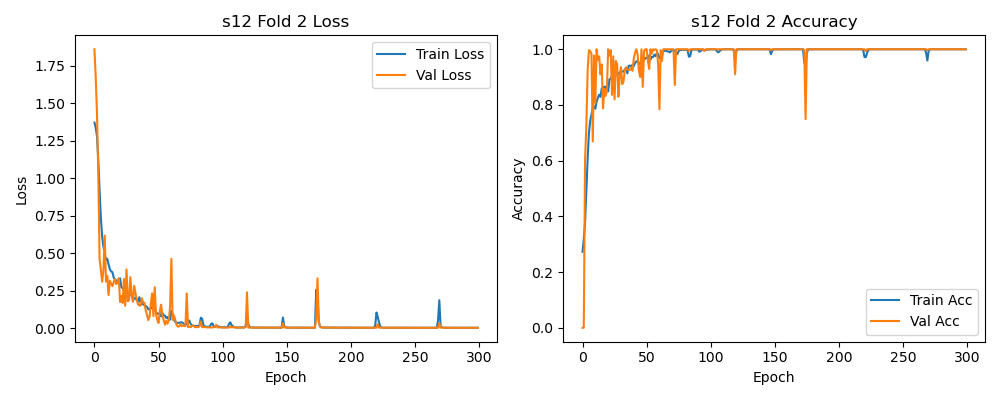 s12 Fold 2 Loss
Train Loss
Val Loss
1.75
1.50
1.25
1.00
0.75
0.50
0.25
0.00
Loss
0 50 100 150 200 250 300
Epoch
s12 Fold 2 Accuracy
1.0
0.8
0.6
0.4
0.2
0.0
Accuracy
Train Acc
Val Acc
0 50 100 150 200 250 300
Epoch